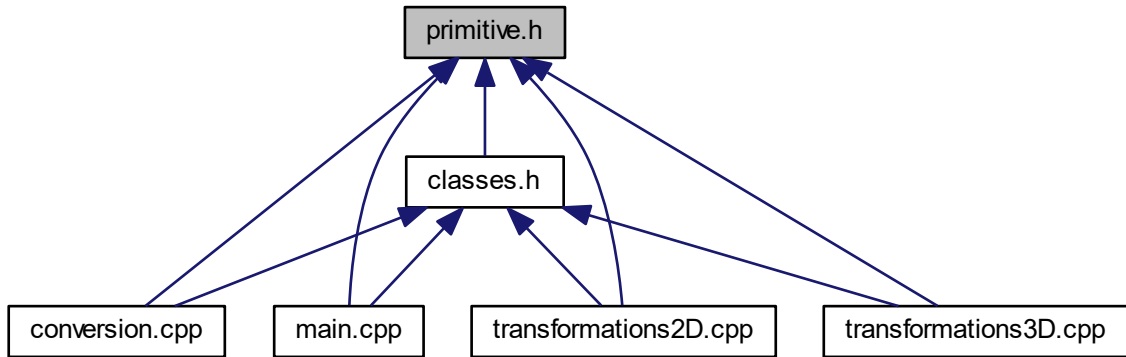 primitive.h
classes.h
conversion.cpp
main.cpp
transformations2D.cpp
transformations3D.cpp